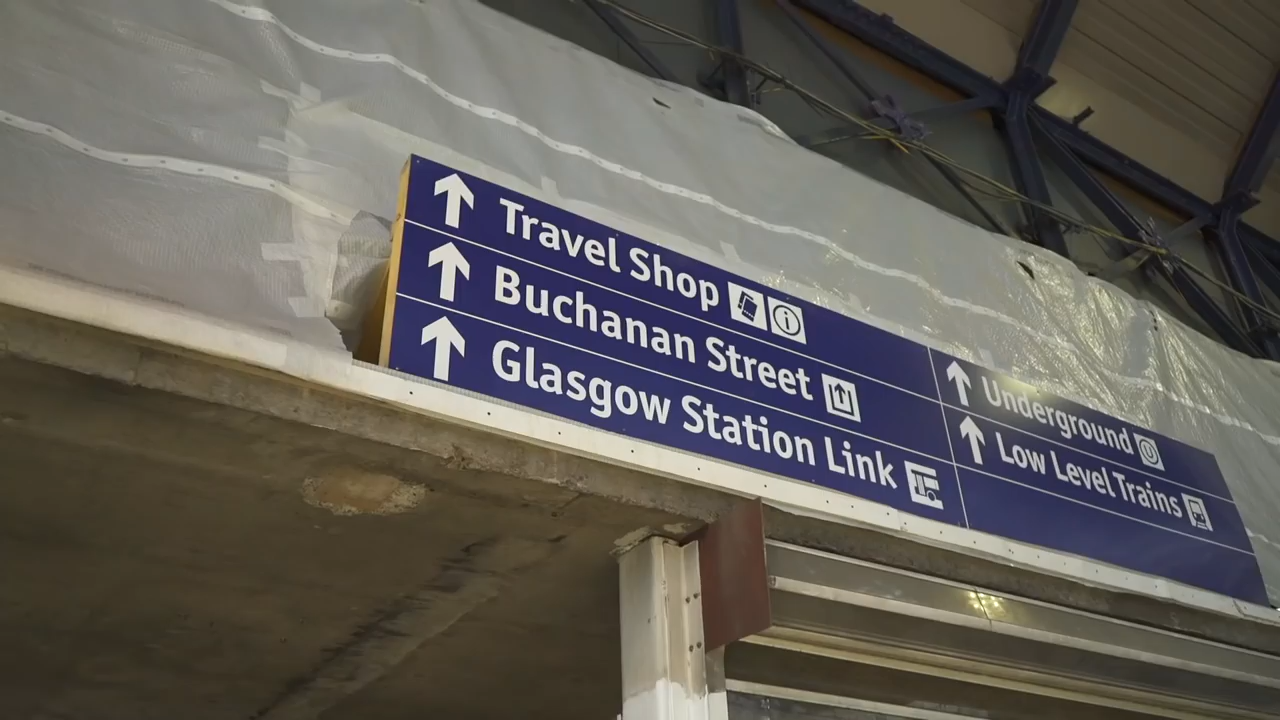 Travel Shop
Buchanan Street
Glasgow Station Link
Underground
Low Level Trains